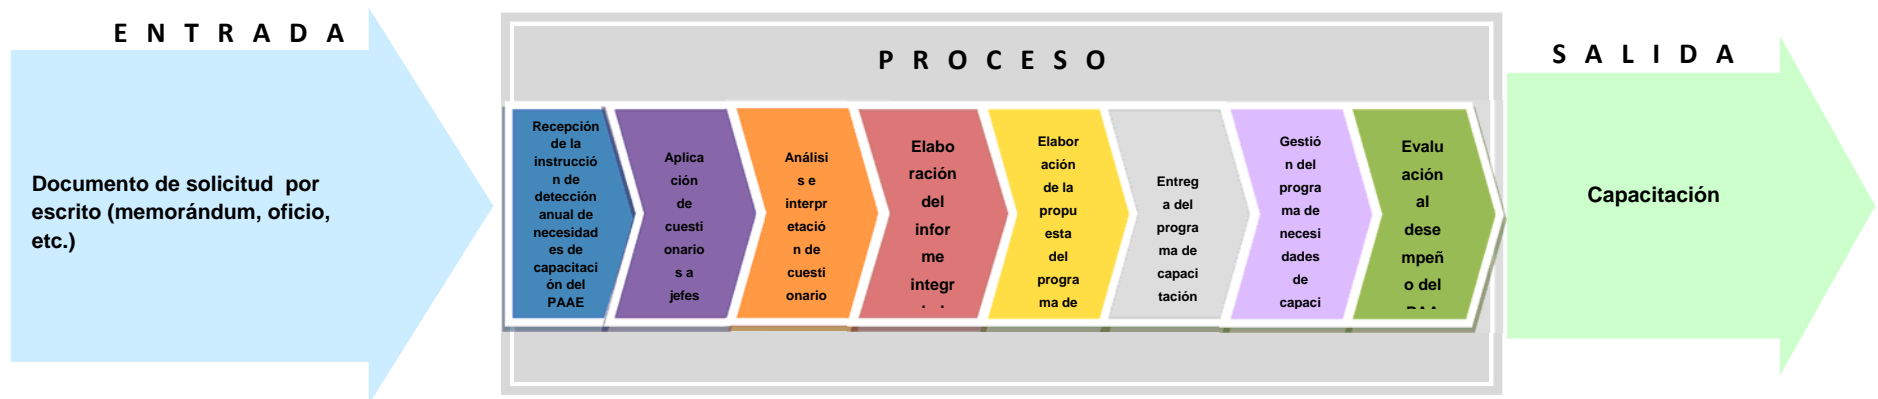 E N T R A D A
Documento de solicitud por
escrito (memorándum, oficio,
etc.)
P R O C E S O
Recepción
de la
instrucció
n de
detección
anual de
necesidad
es de
capacitaci
ón del
PAAE
Aplica
ción
de
cuesti
onario
s a
jefes
Análisi
s e
interpr
etació
n de
cuesti
onario
Elabo
ración
del
infor
me
integr
Elabor
ación
de la
propu
esta
del
progra
ma de
Entreg
a del
progra
ma de
capaci
tación
Gestió
n del
progra
ma de
necesi
dades
de
capaci
Evalu
ación
al
dese
mpeñ
o del
S A L I D A
Capacitación